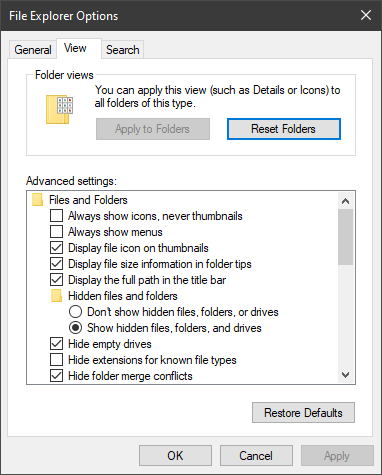 File Explorer Options
General
View
Search
Folder views
You can apply this view (such as Details or Icons) to
all folders of this type.
Apply to Folders
Reset Folders
Advanced settings:
Files and Folders
Always show icons, never thumbnails
Always show menus
Display file icon on thumbnails
Display file size information in folder tips
Display the full path in the title bar
Hidden files and folders
Don't show hidden files, folders, or drives
Show hidden files, folders, and drives
Hide empty drives
Hide extensions for known file types
Hide folder merge conflicts
Restore Defaults
OK
Cancel
Apply